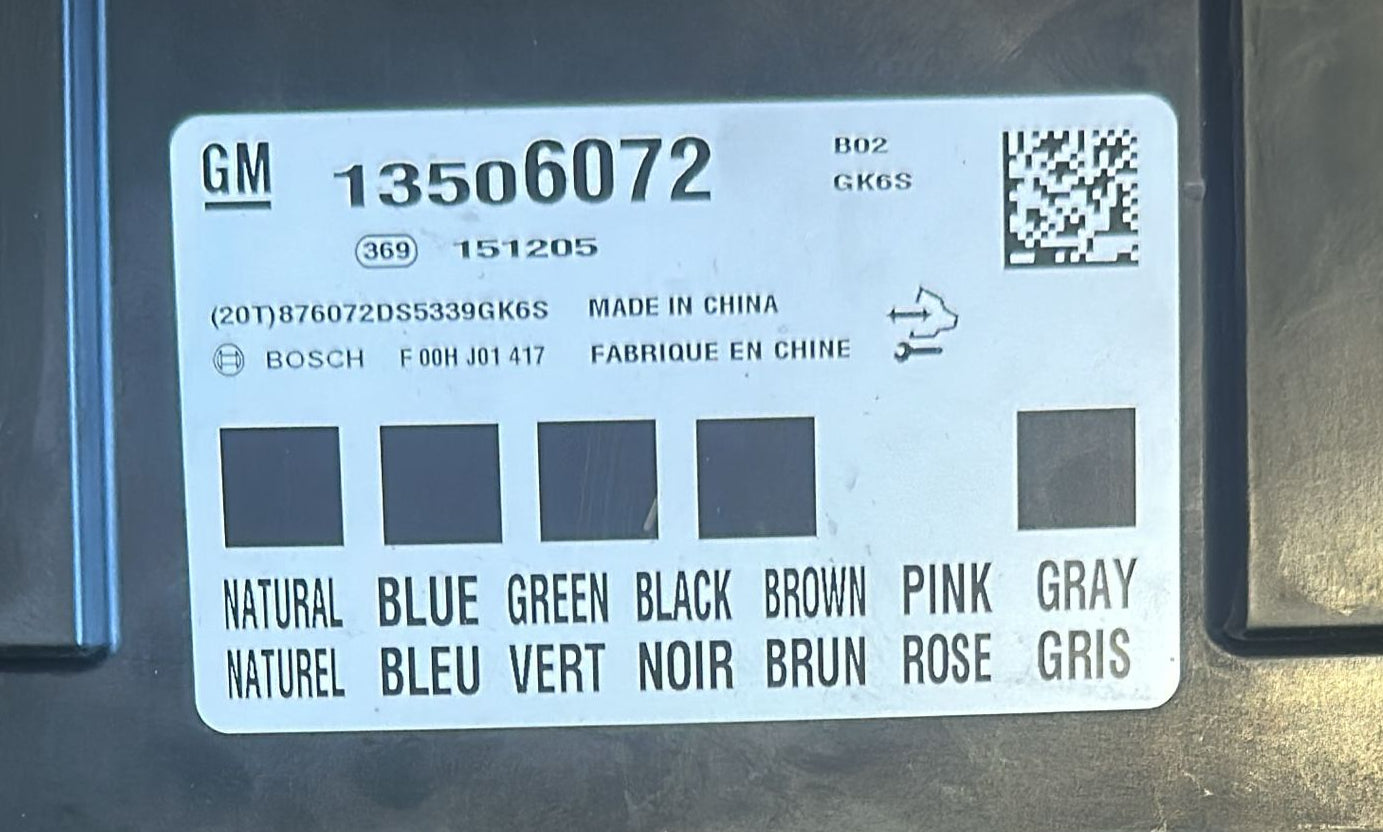 GM 13506072 B02
GK6S
369 151205
(20T)876072DS5339GK6S MADE IN CHINA
BOSCH F 00H J01 417 FABRIQUE EN CHINE
NATURAL BLUE GREEN BLACK BROWN PINK GRAY
NATUREL BLEU VERT NOIR BRUN ROSE GRIS